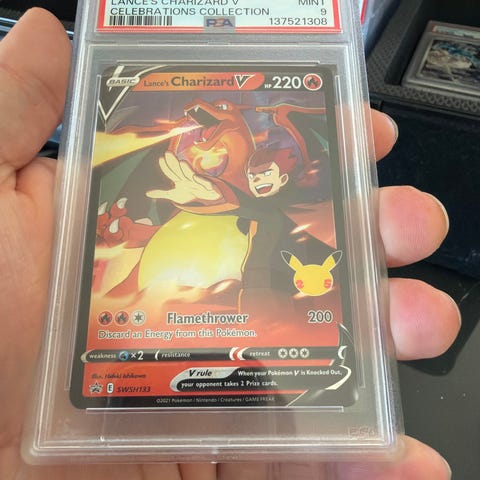 LANCE'S CHARIZARD V MINT
CELEBRATIONS COLLECTION 9
PSA 137521308
BASIC Lance's Charizard V HP 220
2 5
Flamethrower 200
Discard an Energy from this Pokémon.
weakness ×2 resistance retreat
Illus. Hideki Ishikawa
V rule When your Pokémon V is Knocked Out,
your opponent takes 2 Prize cards.
E SWSH133
©2021 Pokémon / Nintendo / Creatures / GAME FREAK